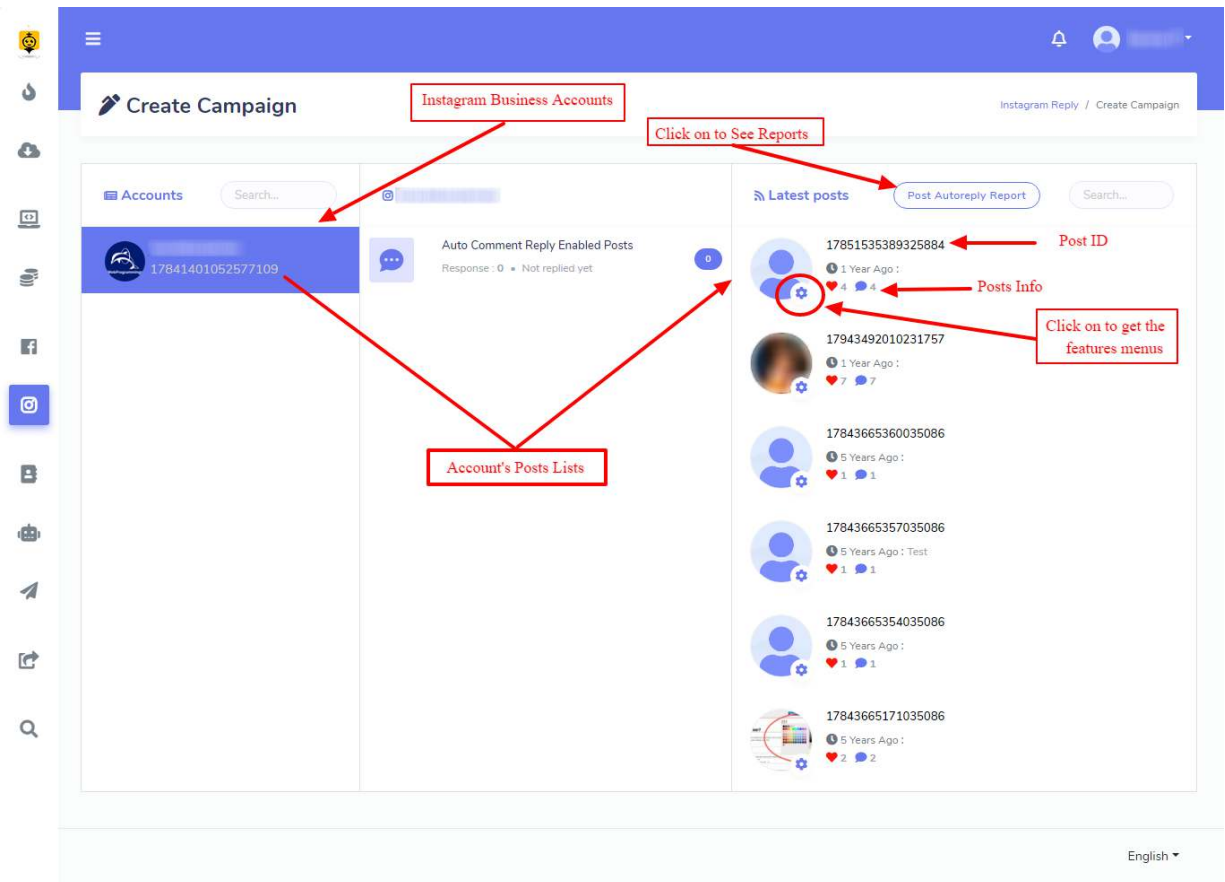 Create Campaign
Instagram Business Accounts
Click on to See Reports
Instagram Reply / Create Campaign
Accounts
Search...
Latest posts
Post Autoreply Report
Search...
17841401052577109
Auto Comment Reply Enabled Posts
Response : 0 • Not replied yet
0
17851535389325884
Post ID
1 Year Ago :
4 4
Posts Info
Click on to get the
features menus
17943492010231757
1 Year Ago :
7 7
Account's Posts Lists
17843665360035086
5 Years Ago :
1 1
17843665357035086
5 Years Ago : Test
1 1
17843665354035086
5 Years Ago :
1 1
17843665171035086
5 Years Ago :
2 2
English